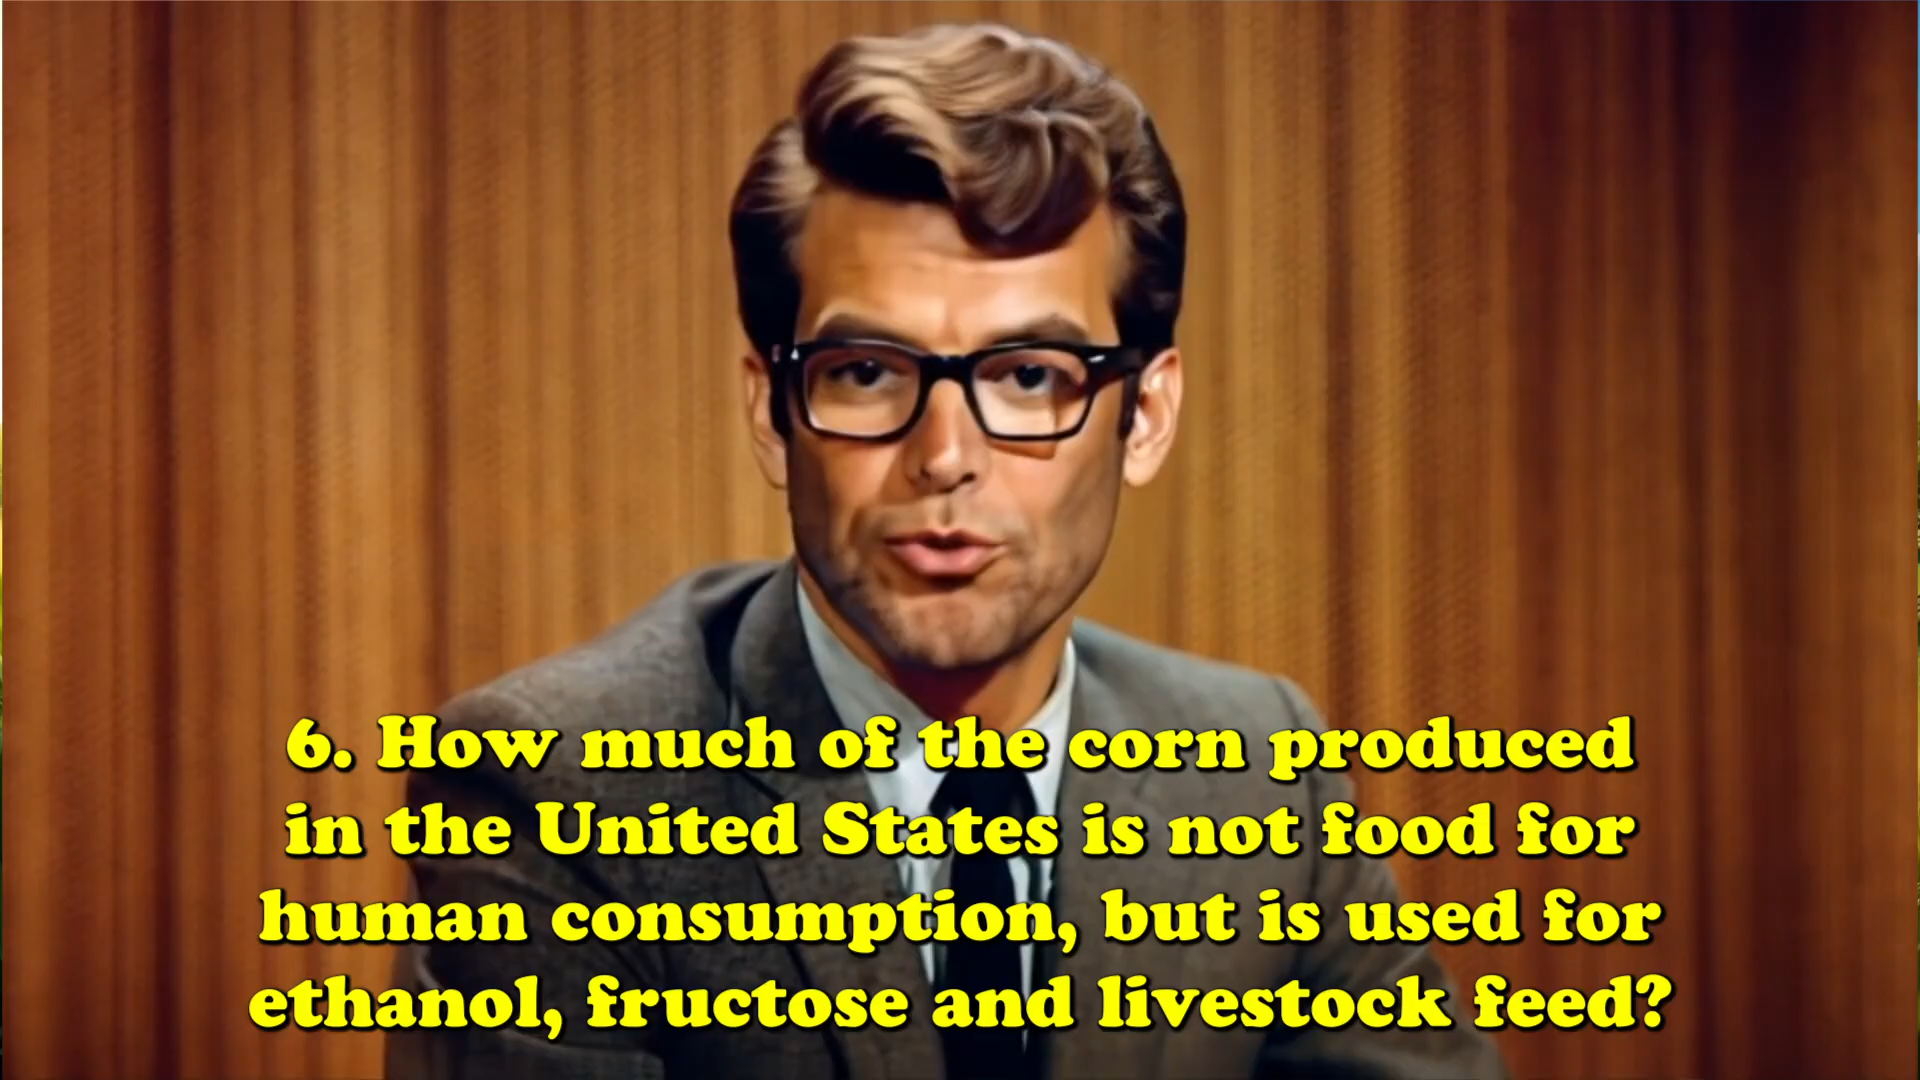 6. How much of the corn produced
in the United States is not food for
human consumption, but is used for
ethanol, fructose and livestock feed?